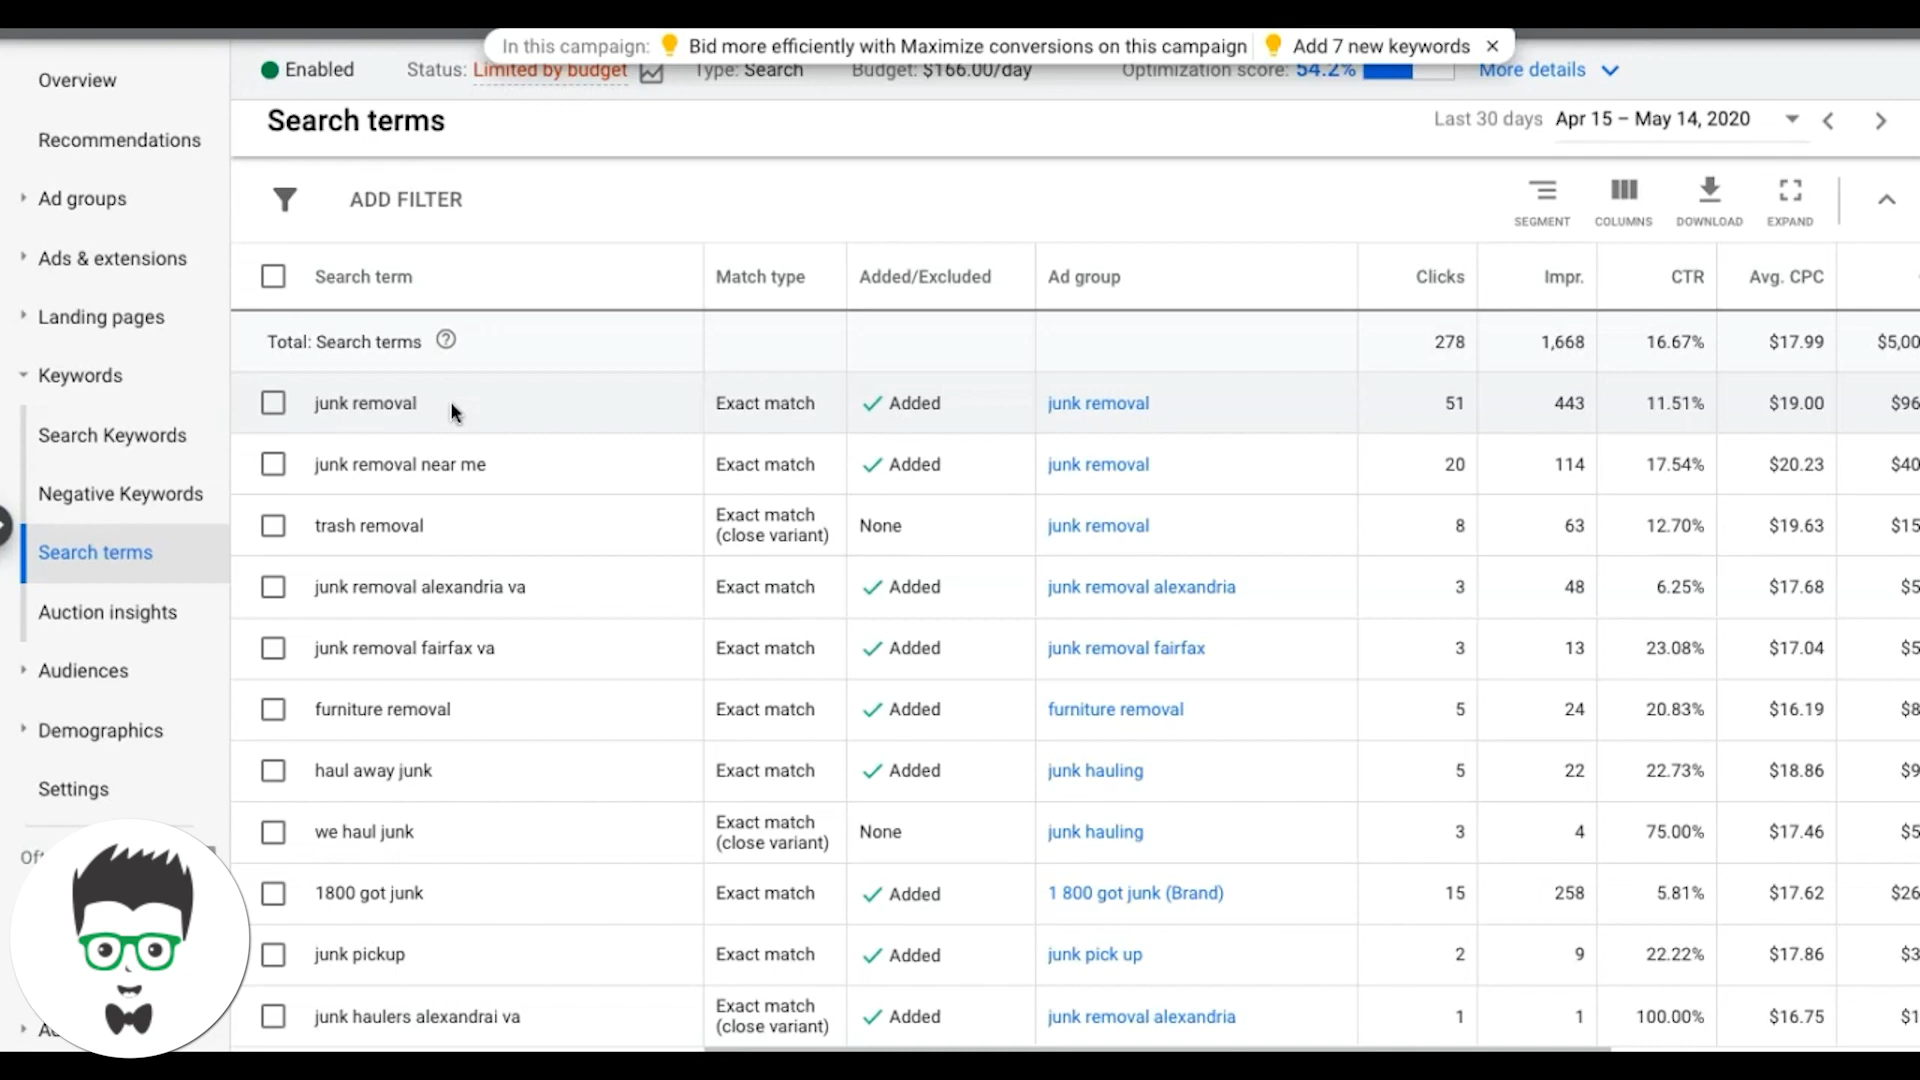 In this campaign: Bid more efficiently with Maximize conversions on this campaign Add 7 new keywords
Enabled Status: Limited by budget Type: Search Budget: $166.00/day Optimization score: 54.2% More details
Overview
Recommendations
Ad groups
Ads & extensions
Landing pages
Keywords
Search Keywords
Negative Keywords
Search terms
Auction insights
Audiences
Demographics
Settings
Search terms
Last 30 days Apr 15 – May 14, 2020
ADD FILTER
SEGMENT COLUMNS DOWNLOAD EXPAND
Search term Match type Added/Excluded Ad group Clicks Impr. CTR Avg. CPC
Total: Search terms 278 1,668 16.67% $17.99 $5,00
junk removal Exact match Added junk removal 51 443 11.51% $19.00 $96
junk removal near me Exact match Added junk removal 20 114 17.54% $20.23 $40
trash removal Exact match (close variant) None junk removal 8 63 12.70% $19.63 $15
junk removal alexandria va Exact match Added junk removal alexandria 3 48 6.25% $17.68 $5
junk removal fairfax va Exact match Added junk removal fairfax 3 13 23.08% $17.04 $5
furniture removal Exact match Added furniture removal 5 24 20.83% $16.19 $8
haul away junk Exact match Added junk hauling 5 22 22.73% $18.86 $9
we haul junk Exact match (close variant) None junk hauling 3 4 75.00% $17.46 $5
1800 got junk Exact match Added 1 800 got junk (Brand) 15 258 5.81% $17.62 $26
junk pickup Exact match Added junk pick up 2 9 22.22% $17.86 $3
junk haulers alexandrai va Exact match (close variant) Added junk removal alexandria 1 1 100.00% $16.75 $1